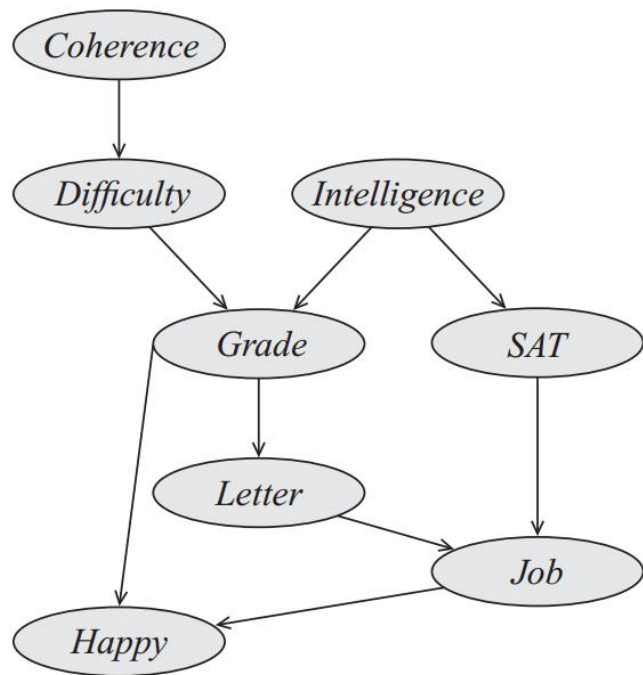 Coherence
Difficulty
Intelligence
Grade
SAT
Letter
Job
Happy